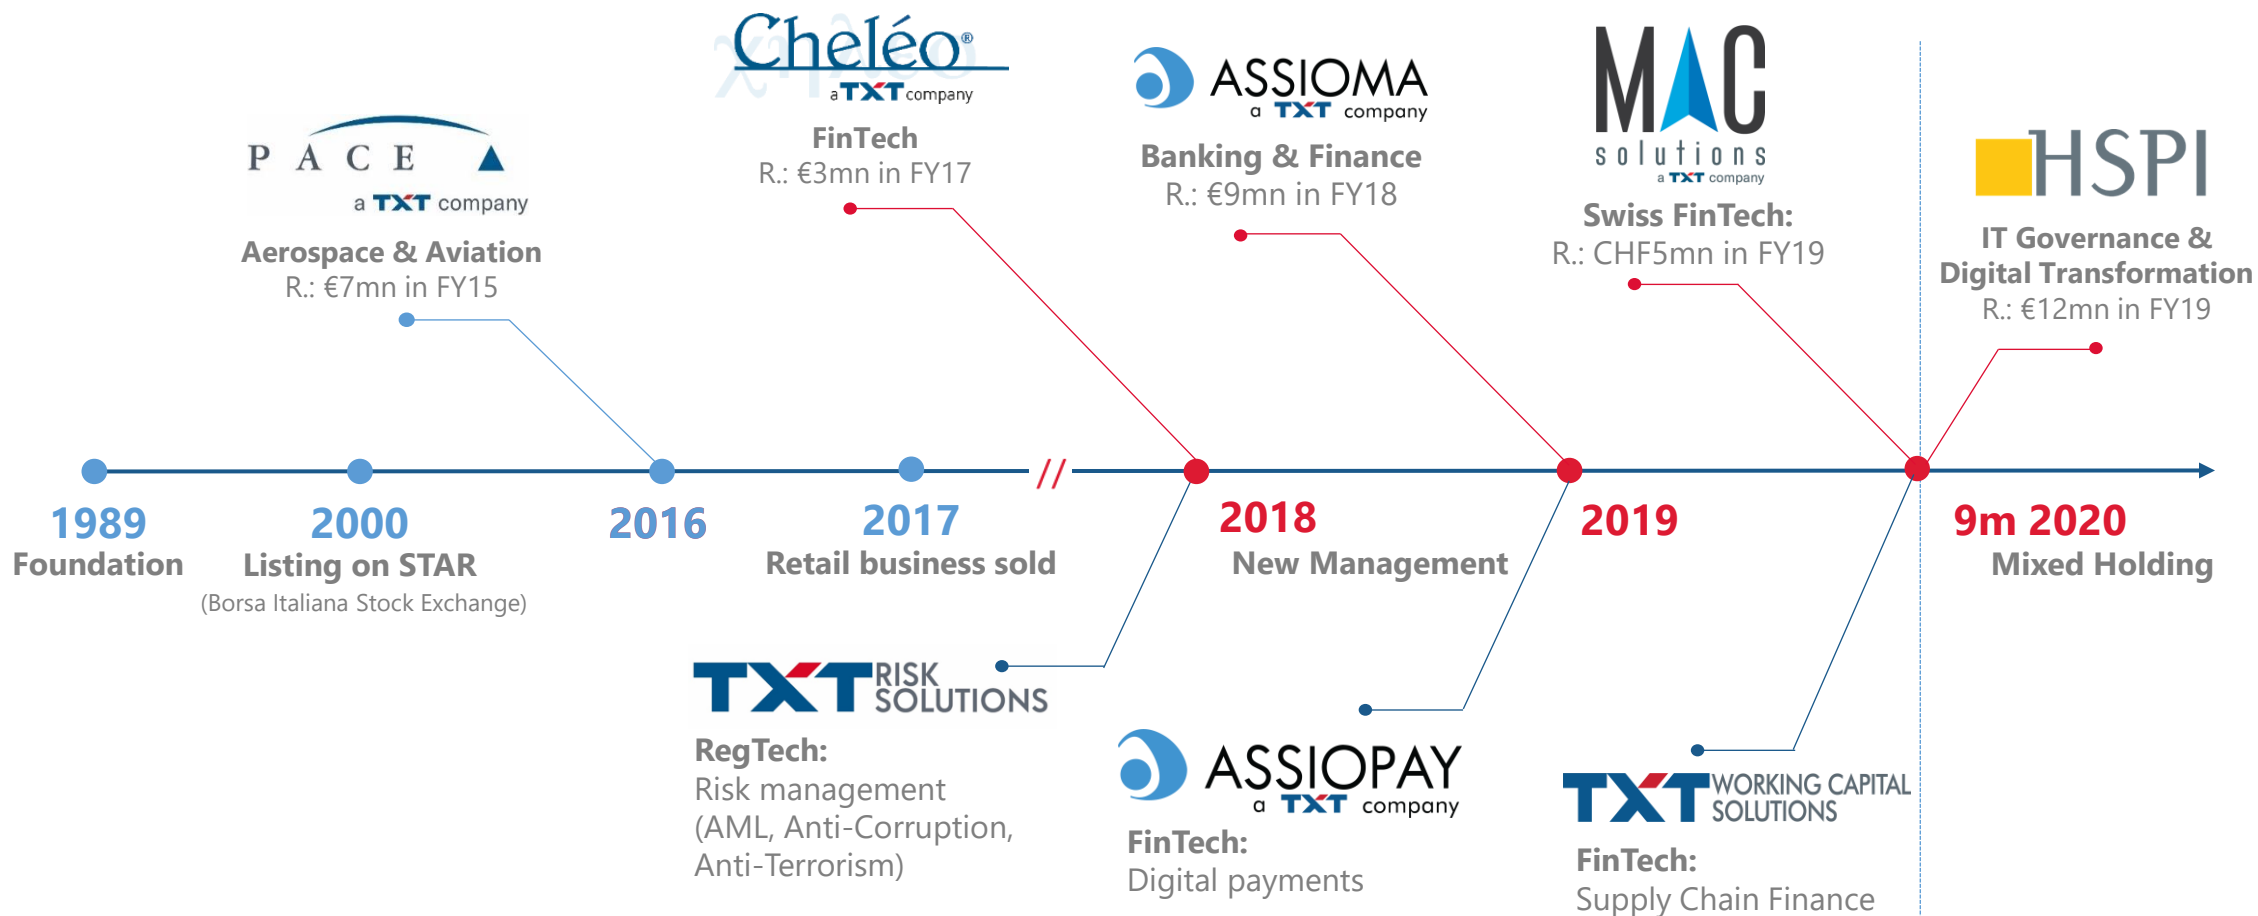 PACE
a TXT company
Aerospace & Aviation
R.: €7mn in FY15
Cheléo®
a TXT company
FinTech
R.: €3mn in FY17
ASSIOMA
a TXT company
Banking & Finance
R.: €9mn in FY18
MAC
solutions
a TXT company
Swiss FinTech:
R.: CHF5mn in FY19
HSPI
IT Governance &
Digital Transformation
R.: €12mn in FY19
//
1989
Foundation
2000
Listing on STAR
(Borsa Italiana Stock Exchange)
2016
2017
Retail business sold
2018
New Management
2019
9m 2020
Mixed Holding
TXT RISK
SOLUTIONS
RegTech:
Risk management
(AML, Anti-Corruption,
Anti-Terrorism)
ASSIOPAY
a TXT company
FinTech:
Digital payments
TXT WORKING CAPITAL
SOLUTIONS
FinTech:
Supply Chain Finance